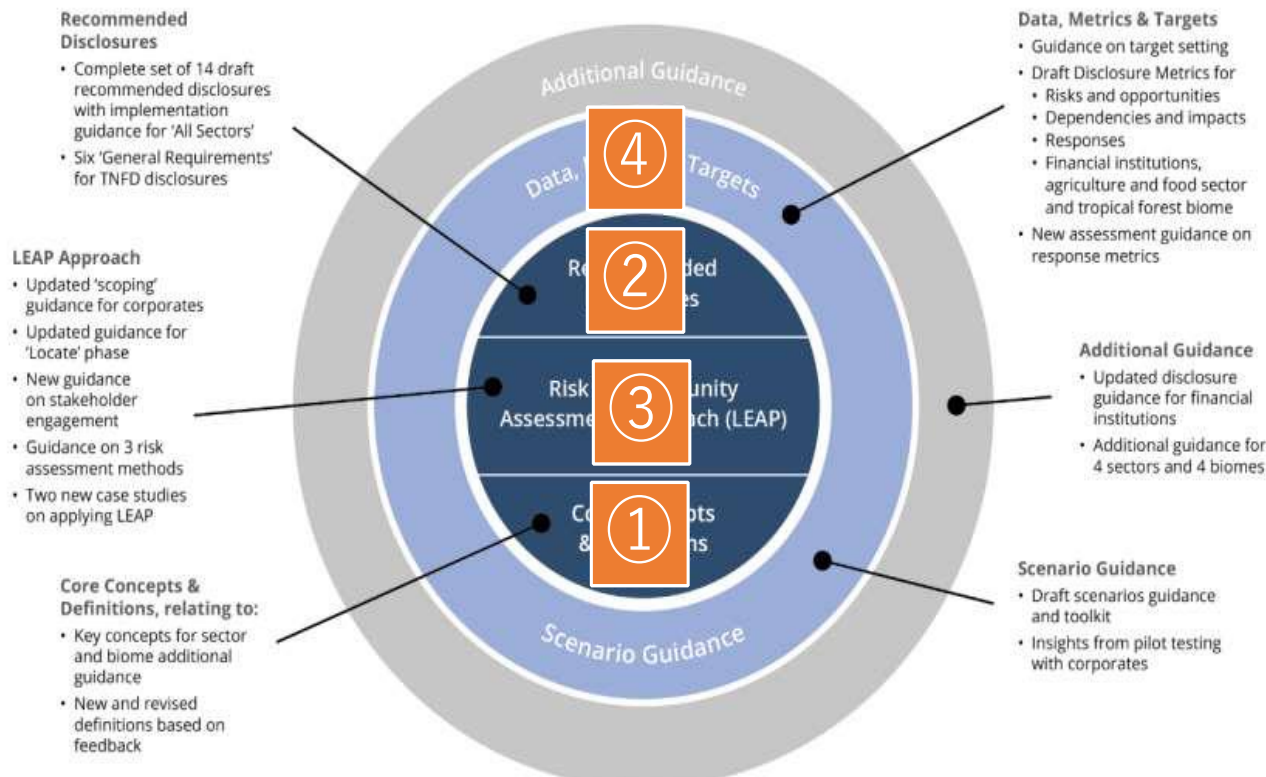 Recommended
Disclosures
• Complete set of 14 draft
recommended disclosures
with implementation
guidance for 'All Sectors'
• Six 'General Requirements'
for TNFD disclosures
LEAP Approach
• Updated 'scoping'
guidance for corporates
• Updated guidance for
'Locate' phase
• New guidance
on stakeholder
engagement
• Guidance on 3 risk
assessment methods
• Two new case studies
on applying LEAP
Core Concepts &
Definitions, relating to:
• Key concepts for sector
and biome additional
guidance
• New and revised
definitions based on
feedback
Additional Guidance
④
Data, Targets
②
③
Risk
(LEAP)
①
&
Scenario Guidance
Data, Metrics & Targets
• Guidance on target setting
• Draft Disclosure Metrics for
• Risks and opportunities
• Dependencies and impacts
• Responses
• Financial institutions,
agriculture and food sector
and tropical forest biome
• New assessment guidance on
response metrics
Additional Guidance
• Updated disclosure
guidance for financial
institutions
• Additional guidance for
4 sectors and 4 biomes
Scenario Guidance
• Draft scenarios guidance
and toolkit
• Insights from pilot testing
with corporates